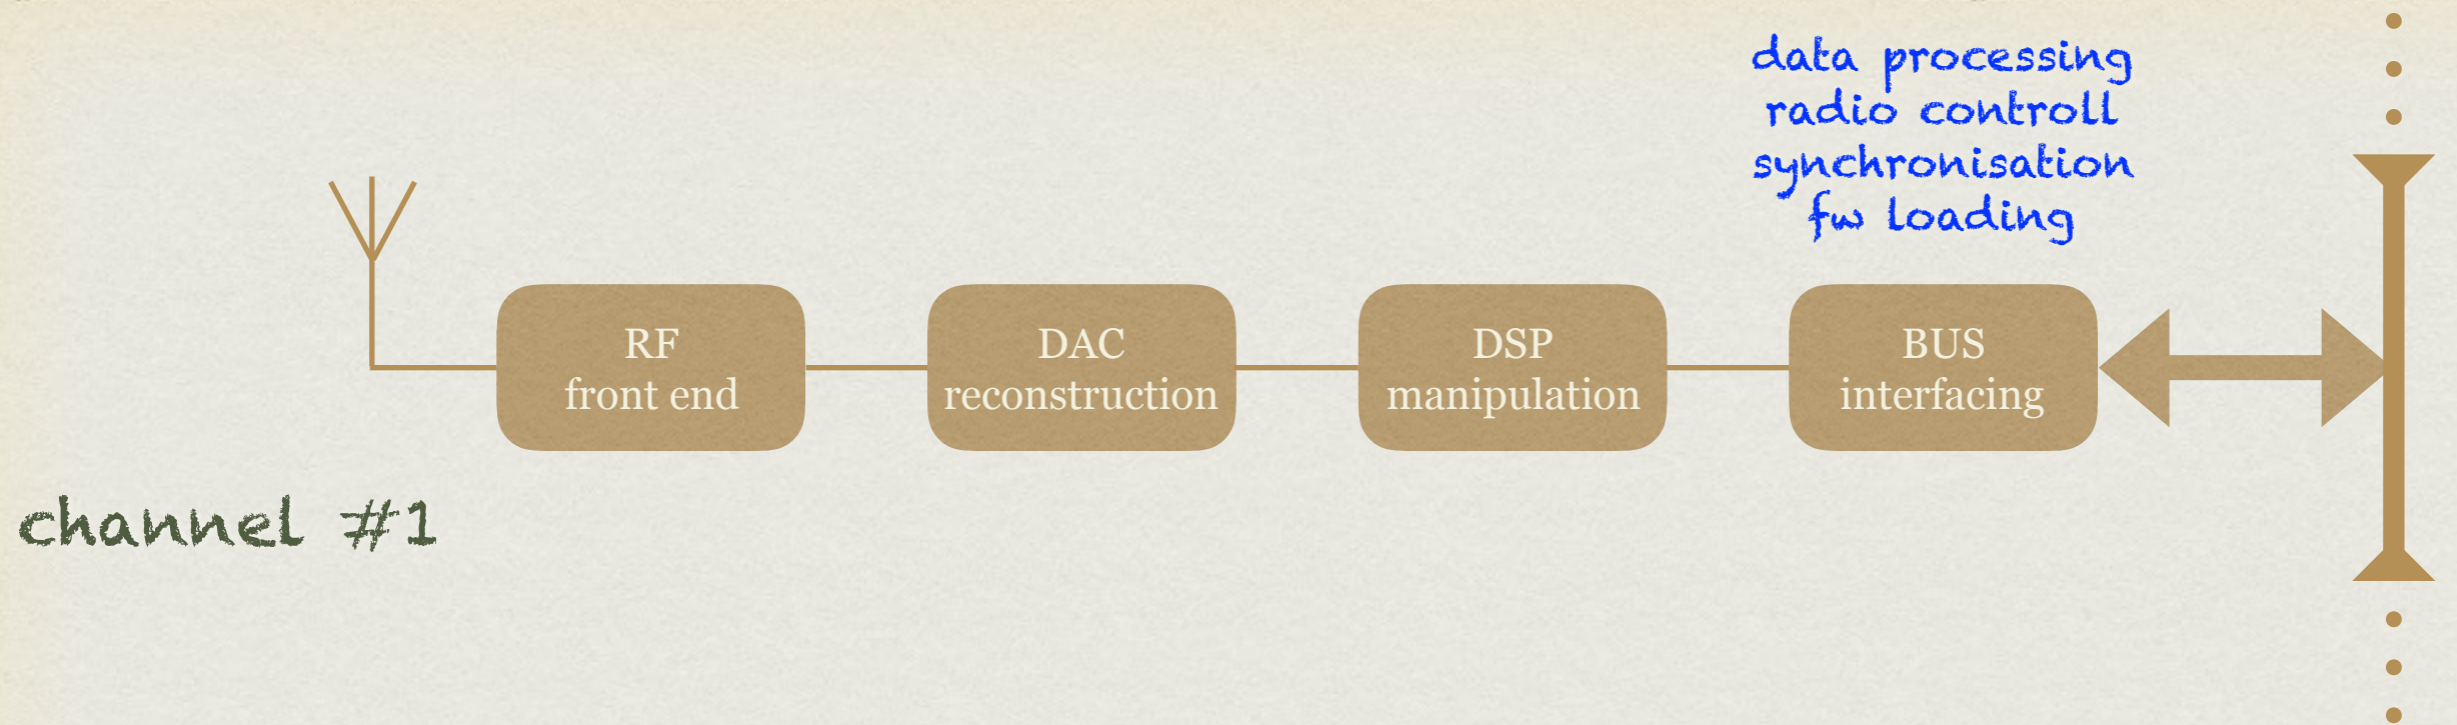 data processing
radio controll
synchronisation
fw loading
RF
front end
DAC
reconstruction
DSP
manipulation
BUS
interfacing
channel #1